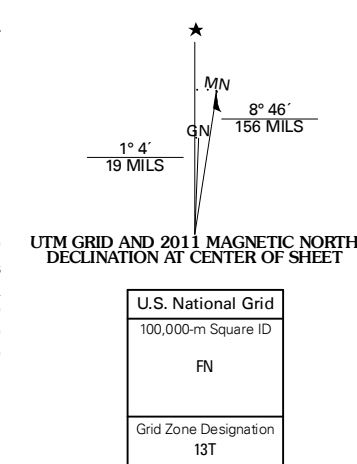 ★
MN
8° 46´
156 MILS
GN
1° 4´
19 MILS
UTM GRID AND 2011 MAGNETIC NORTH
DECLINATION AT CENTER OF SHEET
U.S. National Grid
100,000-m Square ID
FN
Grid Zone Designation
13T